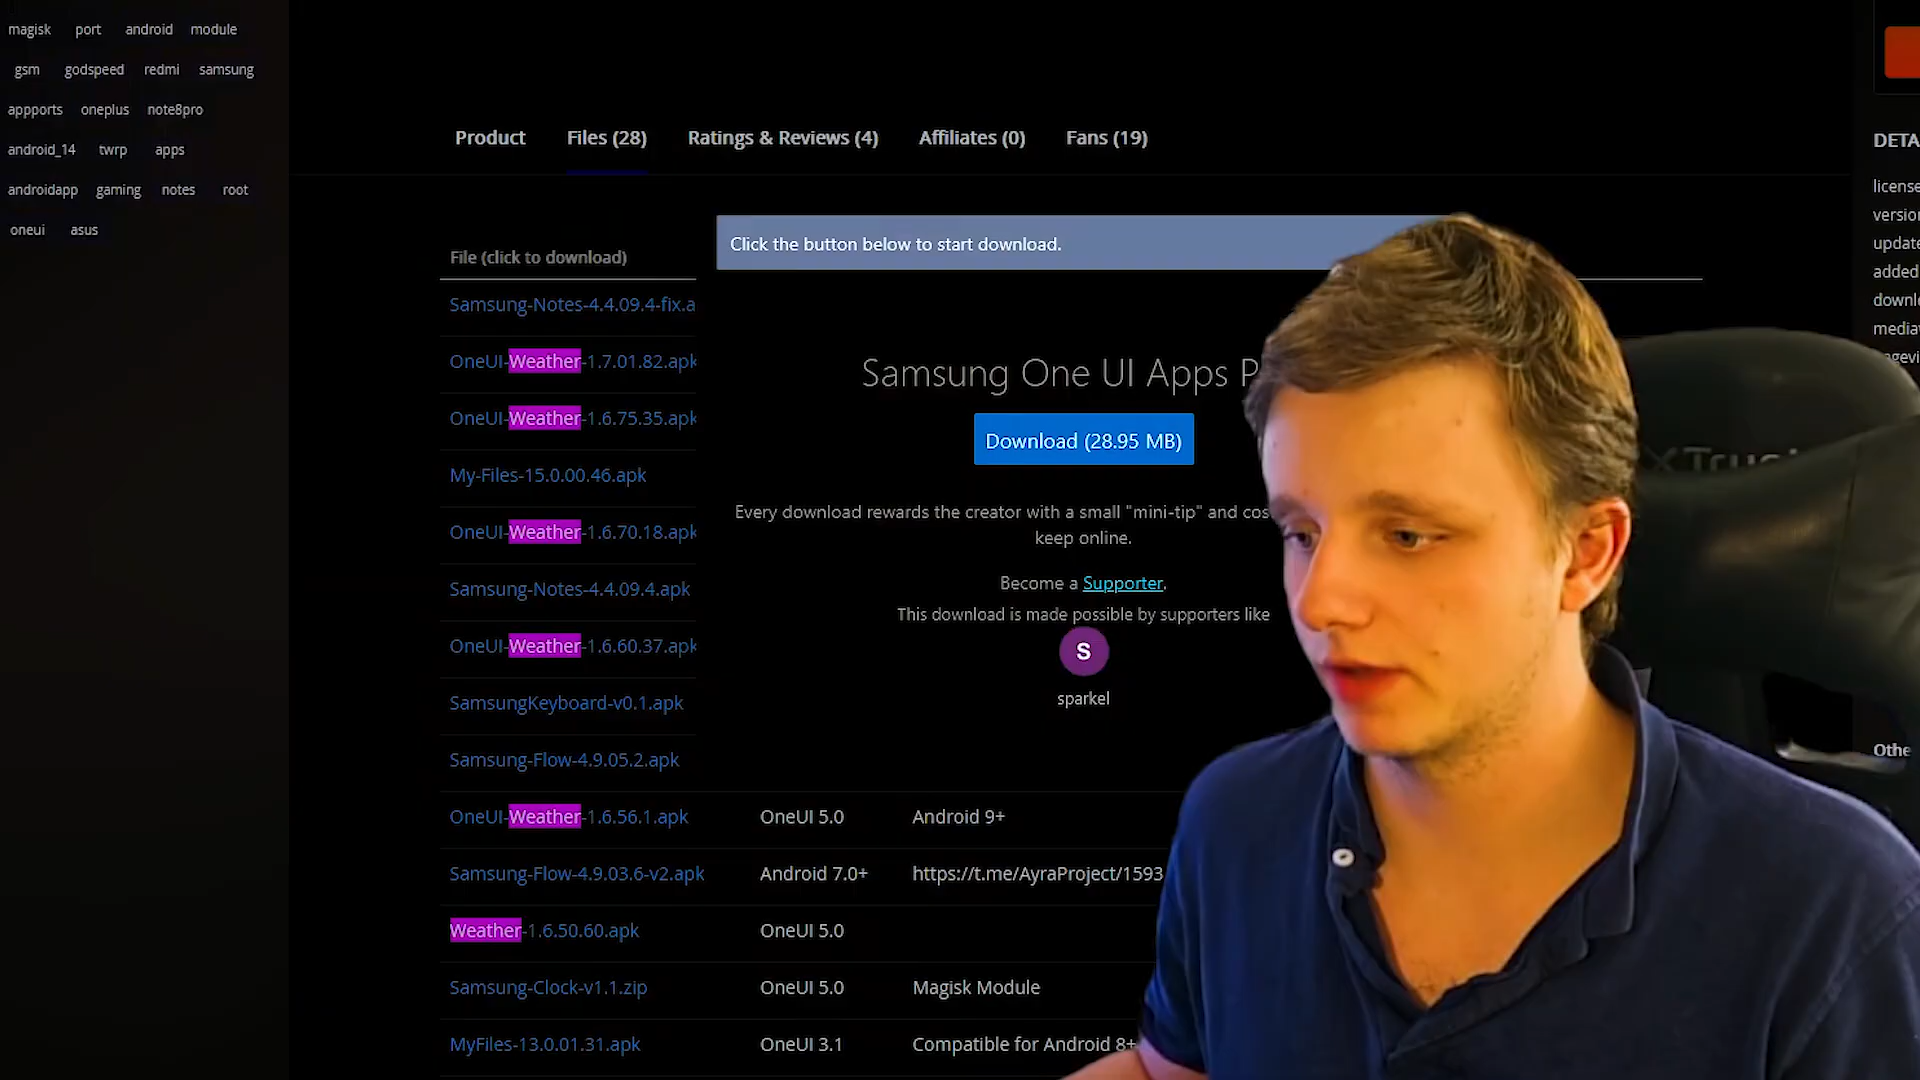 magisk port android module
gsm godspeed redmi samsung
appports oneplus note8pro
android_14 twrp apps
androidapp gaming notes root
oneui asus
Product Files (28) Ratings & Reviews (4) Affiliates (0) Fans (19)
File (click to download)
Samsung-Notes-4.4.09.4-fix.a
OneUI-Weather-1.7.01.82.apk
OneUI-Weather-1.6.75.35.apk
My-Files-15.0.00.46.apk
OneUI-Weather-1.6.70.18.apk
Samsung-Notes-4.4.09.4.apk
OneUI-Weather-1.6.60.37.apk
SamsungKeyboard-v0.1.apk
Samsung-Flow-4.9.05.2.apk
OneUI-Weather-1.6.56.1.apk OneUI 5.0 Android 9+
Samsung-Flow-4.9.03.6-v2.apk Android 7.0+ https://t.me/AyraProject/1593
Weather-1.6.50.60.apk OneUI 5.0
Samsung-Clock-v1.1.zip OneUI 5.0 Magisk Module
MyFiles-13.0.01.31.apk OneUI 3.1 Compatible for Android 8+
Click the button below to start download.
Samsung One UI Apps P
Download (28.95 MB)
Every download rewards the creator with a small "mini-tip" and cos
keep online.
Become a Supporter.
This download is made possible by supporters like
S
sparkel
DETA
license
version
update
added
downl
media
Othe